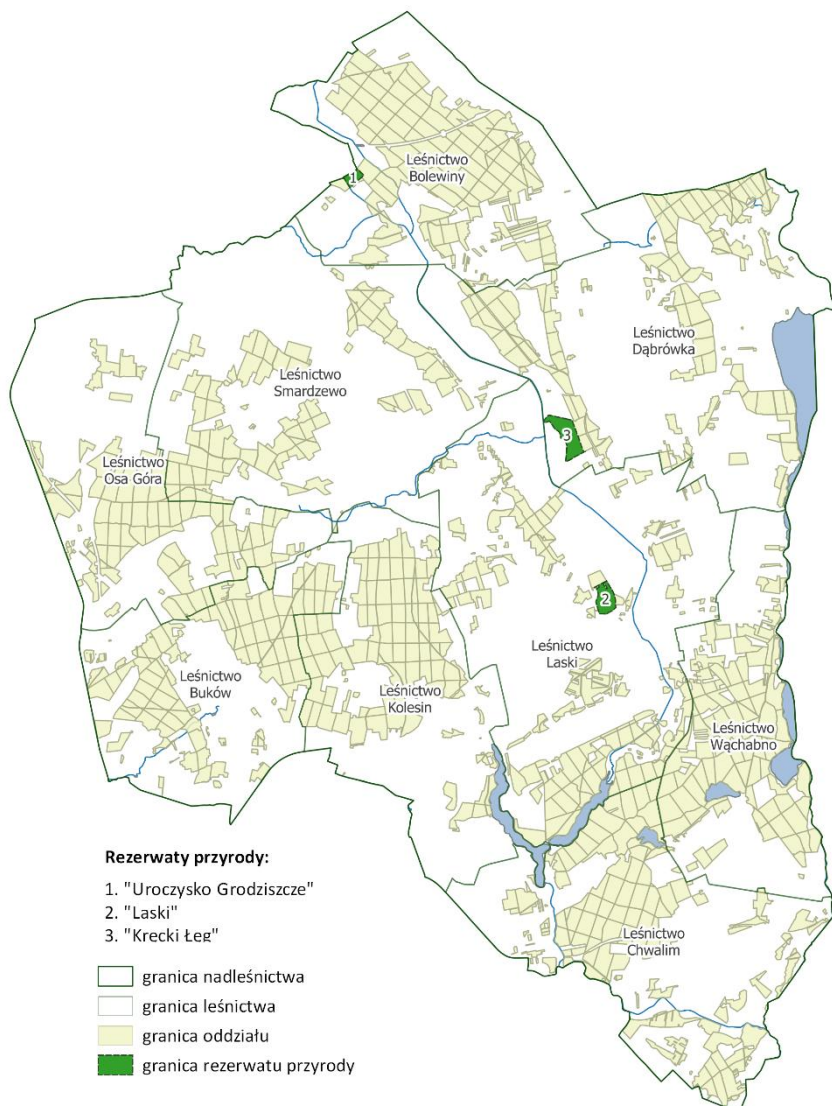 Leśnictwo
Bolewiny
1
Leśnictwo
Dąbrówka
Leśnictwo
Smardzewo
3
Leśnictwo
Osa Góra
2
Leśnictwo
Laski
Leśnictwo
Buków
Leśnictwo
Kolesin
Leśnictwo
Wąchabno
Rezerwaty przyrody:
1. "Uroczysko Grodziszcze"
2. "Laski"
3. "Krecki Łęg"
Leśnictwo
Chwalim
granica nadleśnictwa
granica leśnictwa
granica oddziału
granica rezerwatu przyrody